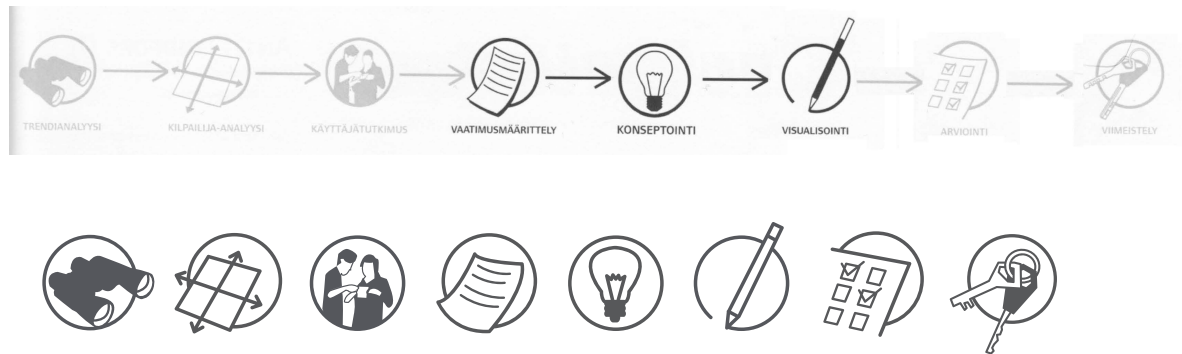 TRENDIANALYYSI
KILPAILIJA-ANALYYSI
KÄYTTÄJÄTUTKIMUS
VAATIMUSMÄÄRITTELY
KONSEPTOINTI
VISUALISOINTI
ARVIOINTI
VIIMEISTELY